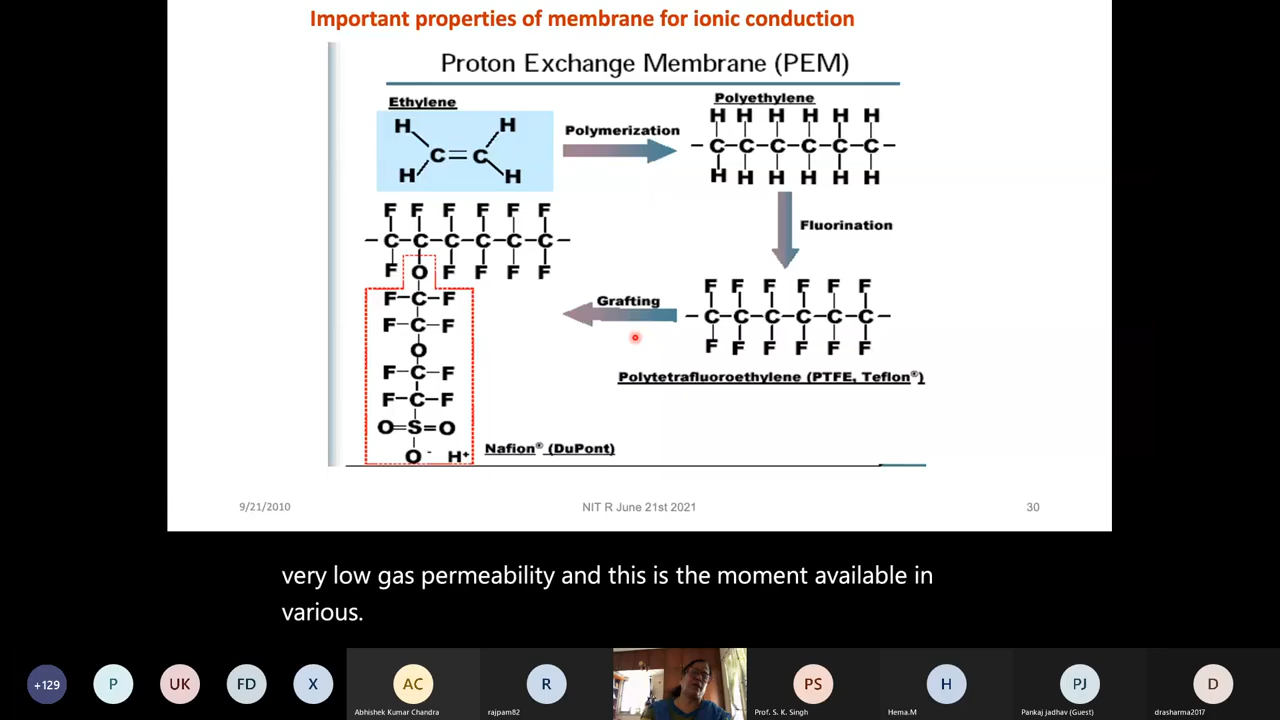 Important properties of membrane for ionic conduction
Proton Exchange Membrane (PEM)
Ethylene
H H
C=C
H H
Polymerization
Polyethylene
H H H H H H
-C-C-C-C-C-C-
H H H H H H
Fluorination
F F F F F F
-C-C-C-C-C-C-
F F F F F F
Polytetrafluoroethylene (PTFE, Teflon®)
Grafting
F F F F F F
-C-C-C-C-C-C-
F O F F F F
F-C-F
F-C-F
O
F-C-F
F-C-F
O=S=O
O- H+
Nafion® (DuPont)
9/21/2010
NIT R June 21st 2021
30
very low gas permeability and this is the moment available in
various.
+129
P
UK
FD
X
AC
R
PS
H
PJ
D
Abhishek Kumar Chandra
rajpam82
Prof. S. K. Singh
Hema.M
Pankaj jadhav (Guest)
drasharma2017